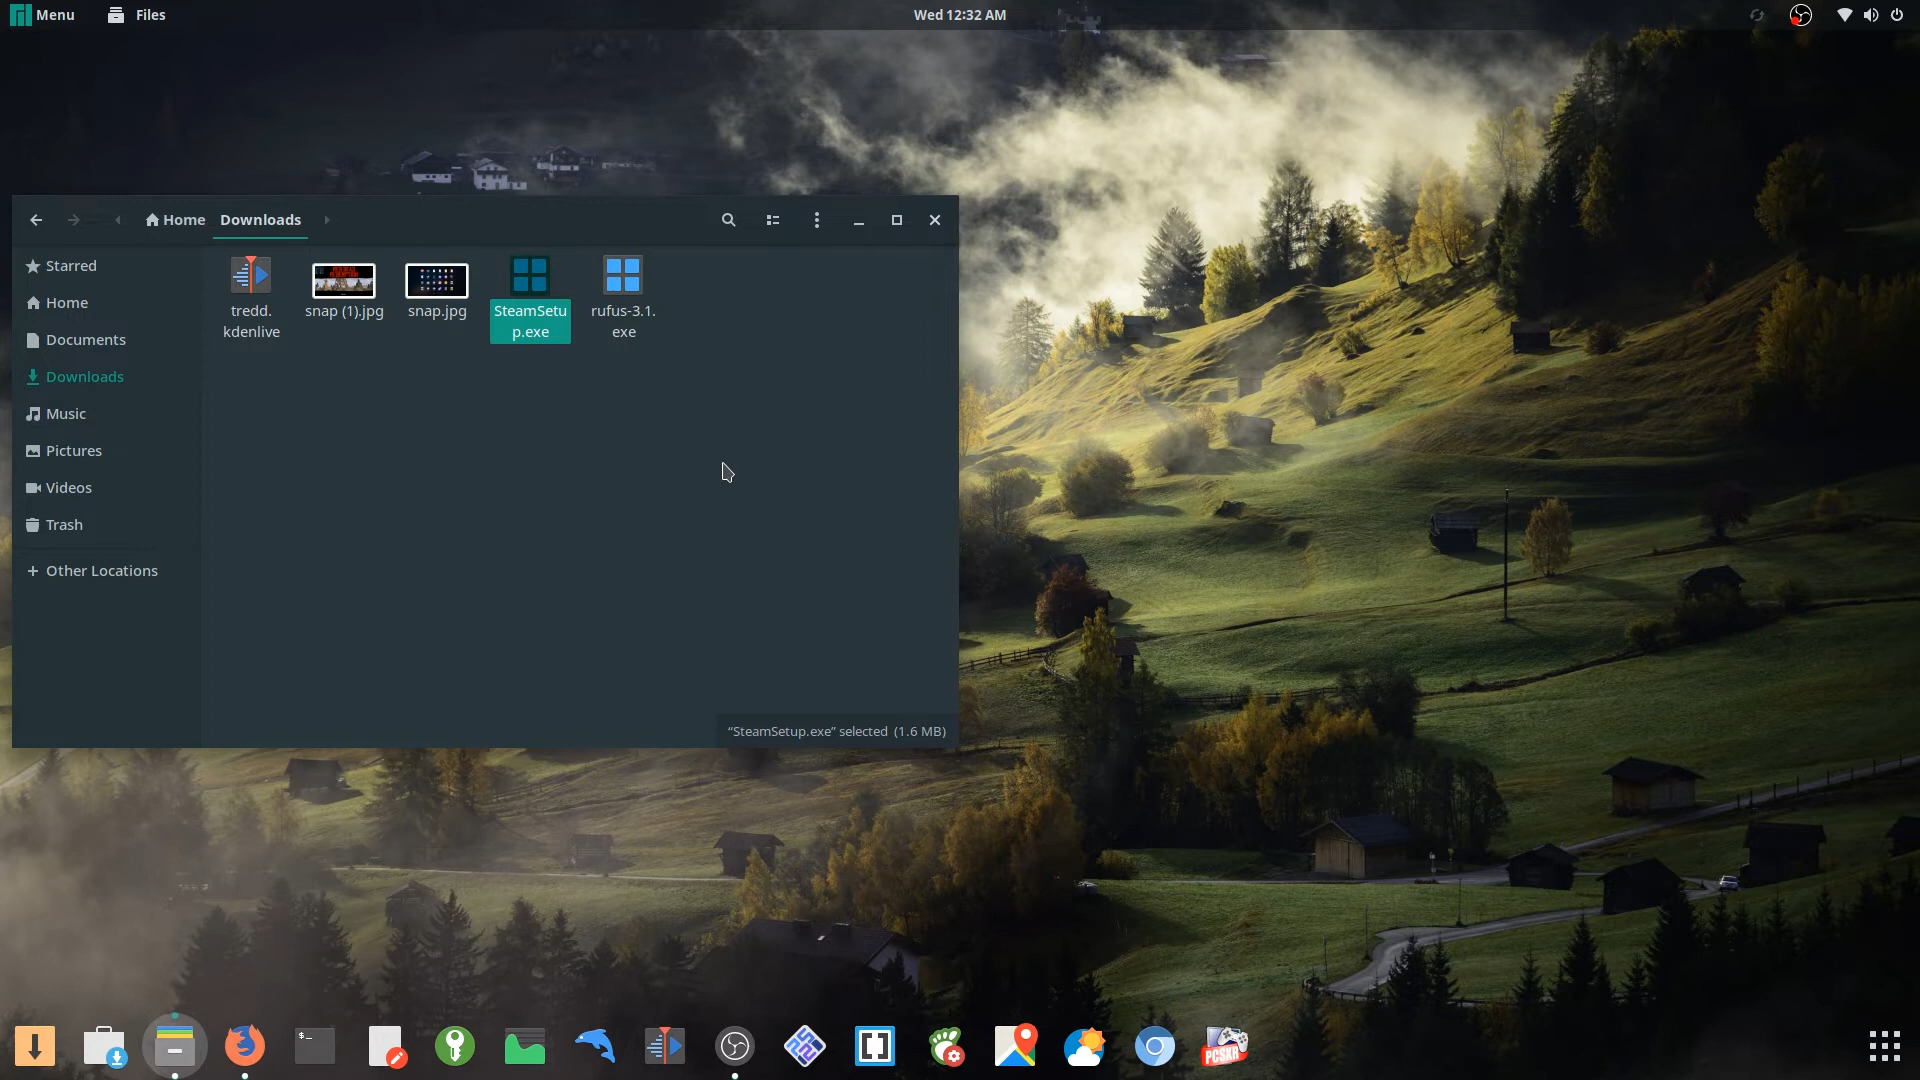 Menu Files Wed 12:32 AM
Home Downloads
Starred
Home
Documents
Downloads
Music
Pictures
Videos
Trash
Other Locations
tredd.
kdenlive
snap (1).jpg
snap.jpg
SteamSetu
p.exe
rufus-3.1.
exe
“SteamSetup.exe” selected (1.6 MB)
$_
PCSXR